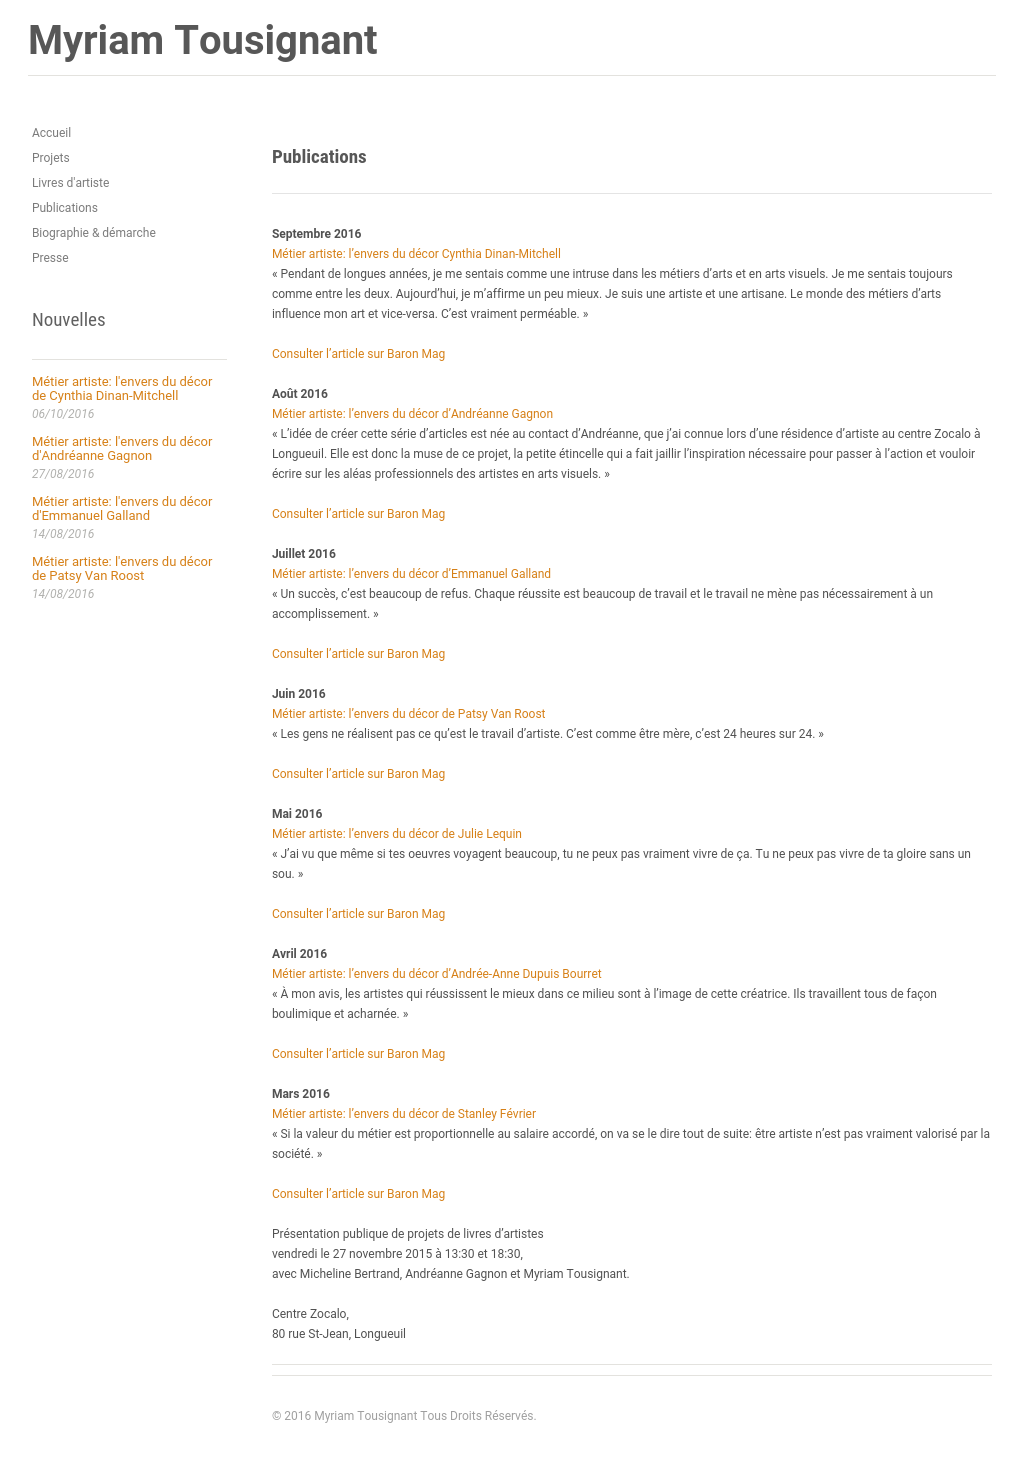 Myriam Tousignant
Accueil
Projets
Livres d’artiste
Publications
Biographie & démarche
Presse
Nouvelles
Métier artiste: l'envers du décor
de Cynthia Dinan-Mitchell
06/10/2016
Métier artiste: l'envers du décor
d'Andréanne Gagnon
27/08/2016
Métier artiste: l'envers du décor
d'Emmanuel Galland
14/08/2016
Métier artiste: l'envers du décor
de Patsy Van Roost
14/08/2016
Publications
Septembre 2016
Métier artiste: l’envers du décor Cynthia Dinan-Mitchell
« Pendant de longues années, je me sentais comme une intruse dans les métiers d’arts et en arts visuels. Je me sentais toujours
comme entre les deux. Aujourd’hui, je m’affirme un peu mieux. Je suis une artiste et une artisane. Le monde des métiers d’arts
influence mon art et vice-versa. C’est vraiment perméable. »
Consulter l’article sur Baron Mag
Août 2016
Métier artiste: l’envers du décor d’Andréanne Gagnon
« L’idée de créer cette série d’articles est née au contact d’Andréanne, que j’ai connue lors d’une résidence d’artiste au centre Zocalo à
Longueuil. Elle est donc la muse de ce projet, la petite étincelle qui a fait jaillir l’inspiration nécessaire pour passer à l’action et vouloir
écrire sur les aléas professionnels des artistes en arts visuels. »
Consulter l’article sur Baron Mag
Juillet 2016
Métier artiste: l’envers du décor d’Emmanuel Galland
« Un succès, c’est beaucoup de refus. Chaque réussite est beaucoup de travail et le travail ne mène pas nécessairement à un
accomplissement. »
Consulter l’article sur Baron Mag
Juin 2016
Métier artiste: l’envers du décor de Patsy Van Roost
« Les gens ne réalisent pas ce qu’est le travail d’artiste. C’est comme être mère, c’est 24 heures sur 24. »
Consulter l’article sur Baron Mag
Mai 2016
Métier artiste: l’envers du décor de Julie Lequin
« J’ai vu que même si tes oeuvres voyagent beaucoup, tu ne peux pas vraiment vivre de ça. Tu ne peux pas vivre de ta gloire sans un
sou. »
Consulter l’article sur Baron Mag
Avril 2016
Métier artiste: l’envers du décor d’Andrée-Anne Dupuis Bourret
« À mon avis, les artistes qui réussissent le mieux dans ce milieu sont à l’image de cette créatrice. Ils travaillent tous de façon
boulimique et acharnée. »
Consulter l’article sur Baron Mag
Mars 2016
Métier artiste: l’envers du décor de Stanley Février
« Si la valeur du métier est proportionnelle au salaire accordé, on va se le dire tout de suite: être artiste n’est pas vraiment valorisé par la
société. »
Consulter l’article sur Baron Mag
Présentation publique de projets de livres d’artistes
vendredi le 27 novembre 2015 à 13:30 et 18:30,
avec Micheline Bertrand, Andréanne Gagnon et Myriam Tousignant.
Centre Zocalo,
80 rue St-Jean, Longueuil
© 2016 Myriam Tousignant Tous Droits Réservés.